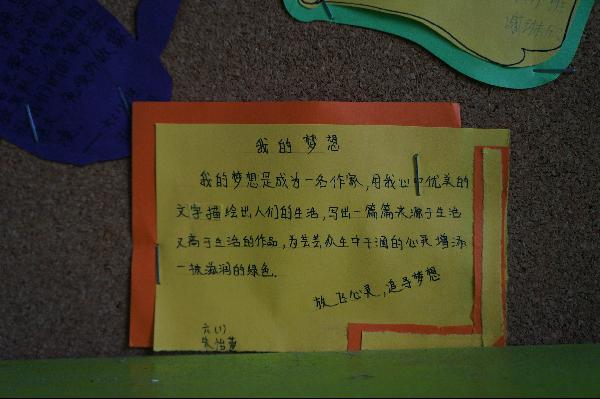 我的梦想
我的梦想是成为一名作家,用我心中优美的
文字描绘出人们的生活,写出一篇篇来源于生活
又高于生活的作品,为芸芸众生中干涸的心灵增添
一抹滋润的绿色.
放飞心灵,追寻梦想
六(1)